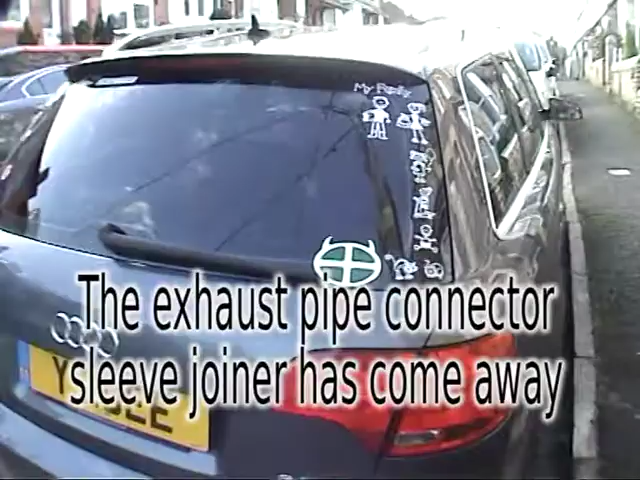 My Family
The exhaust pipe connector
sleeve joiner has come away